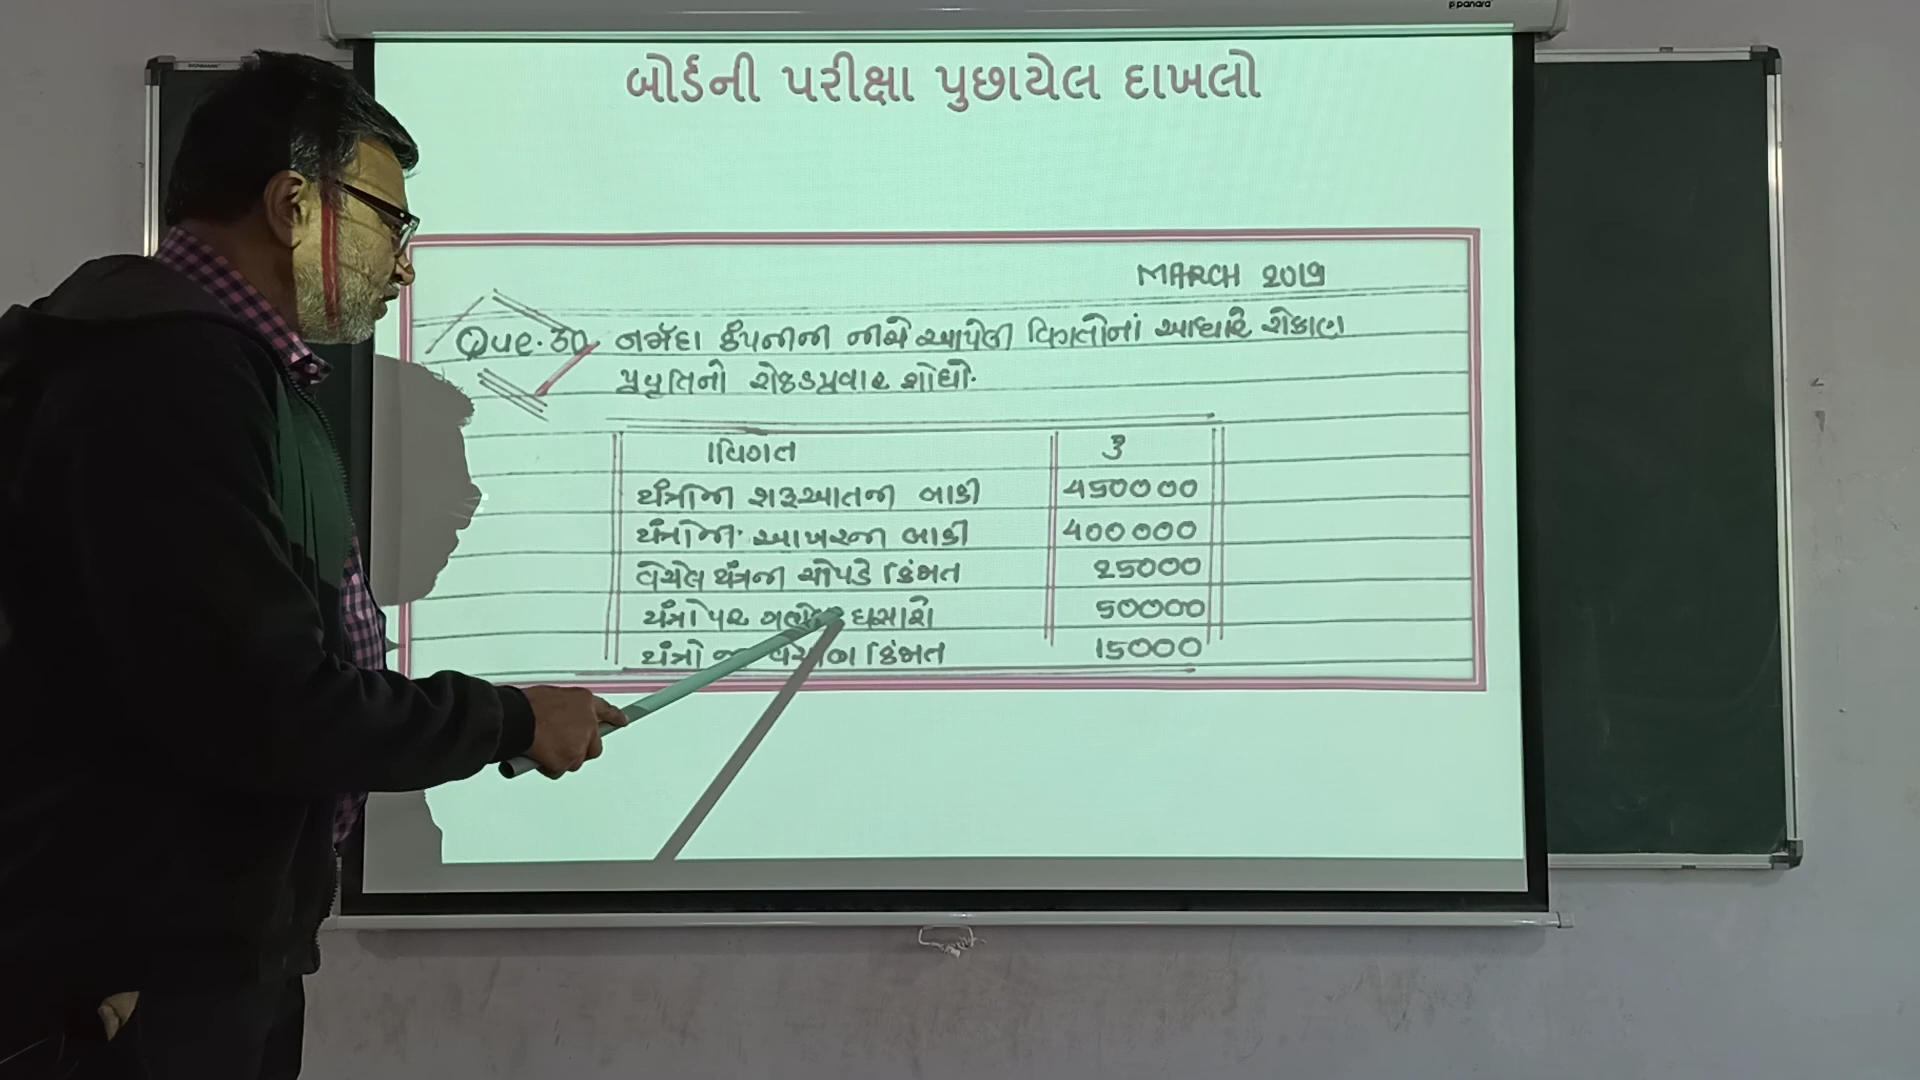 panara
બોર્ડની પરીક્ષા પુછાયેલ દાખલો
MARCH 2019
Que. 30 નર્મદા કંપનીની નીચે આપેલી વિગતોનાં આધારે રોકાણ
પ્રવૃતિનો રોકડપ્રવાહ શોધો.
વિગત ₹
યંત્રોની શરૂઆતની બાકી 450000
યંત્રોની આખરની બાકી 400000
વેચેલ યંત્રની ચોપડે કિંમત 25000
યંત્રો પર ઘસારો 50000
યંત્રો કિંમત 15000